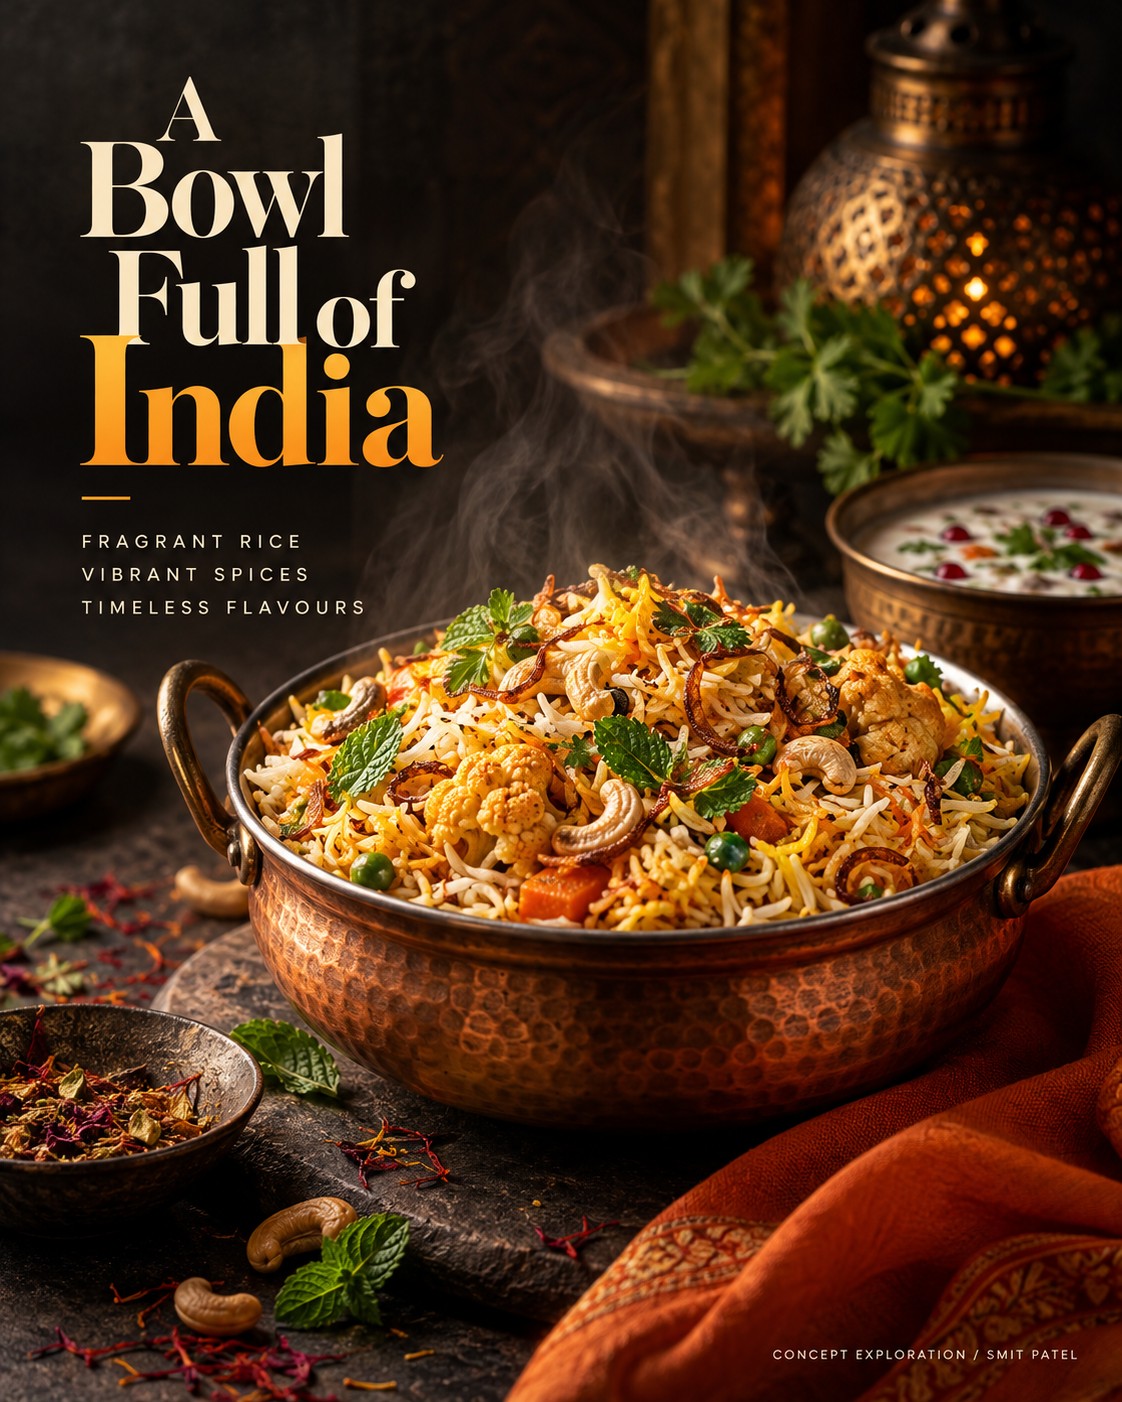 A
Bowl
Full of
India
FRAGRANT RICE
VIBRANT SPICES
TIMELESS FLAVOURS
CONCEPT EXPLORATION / SMIT PATEL